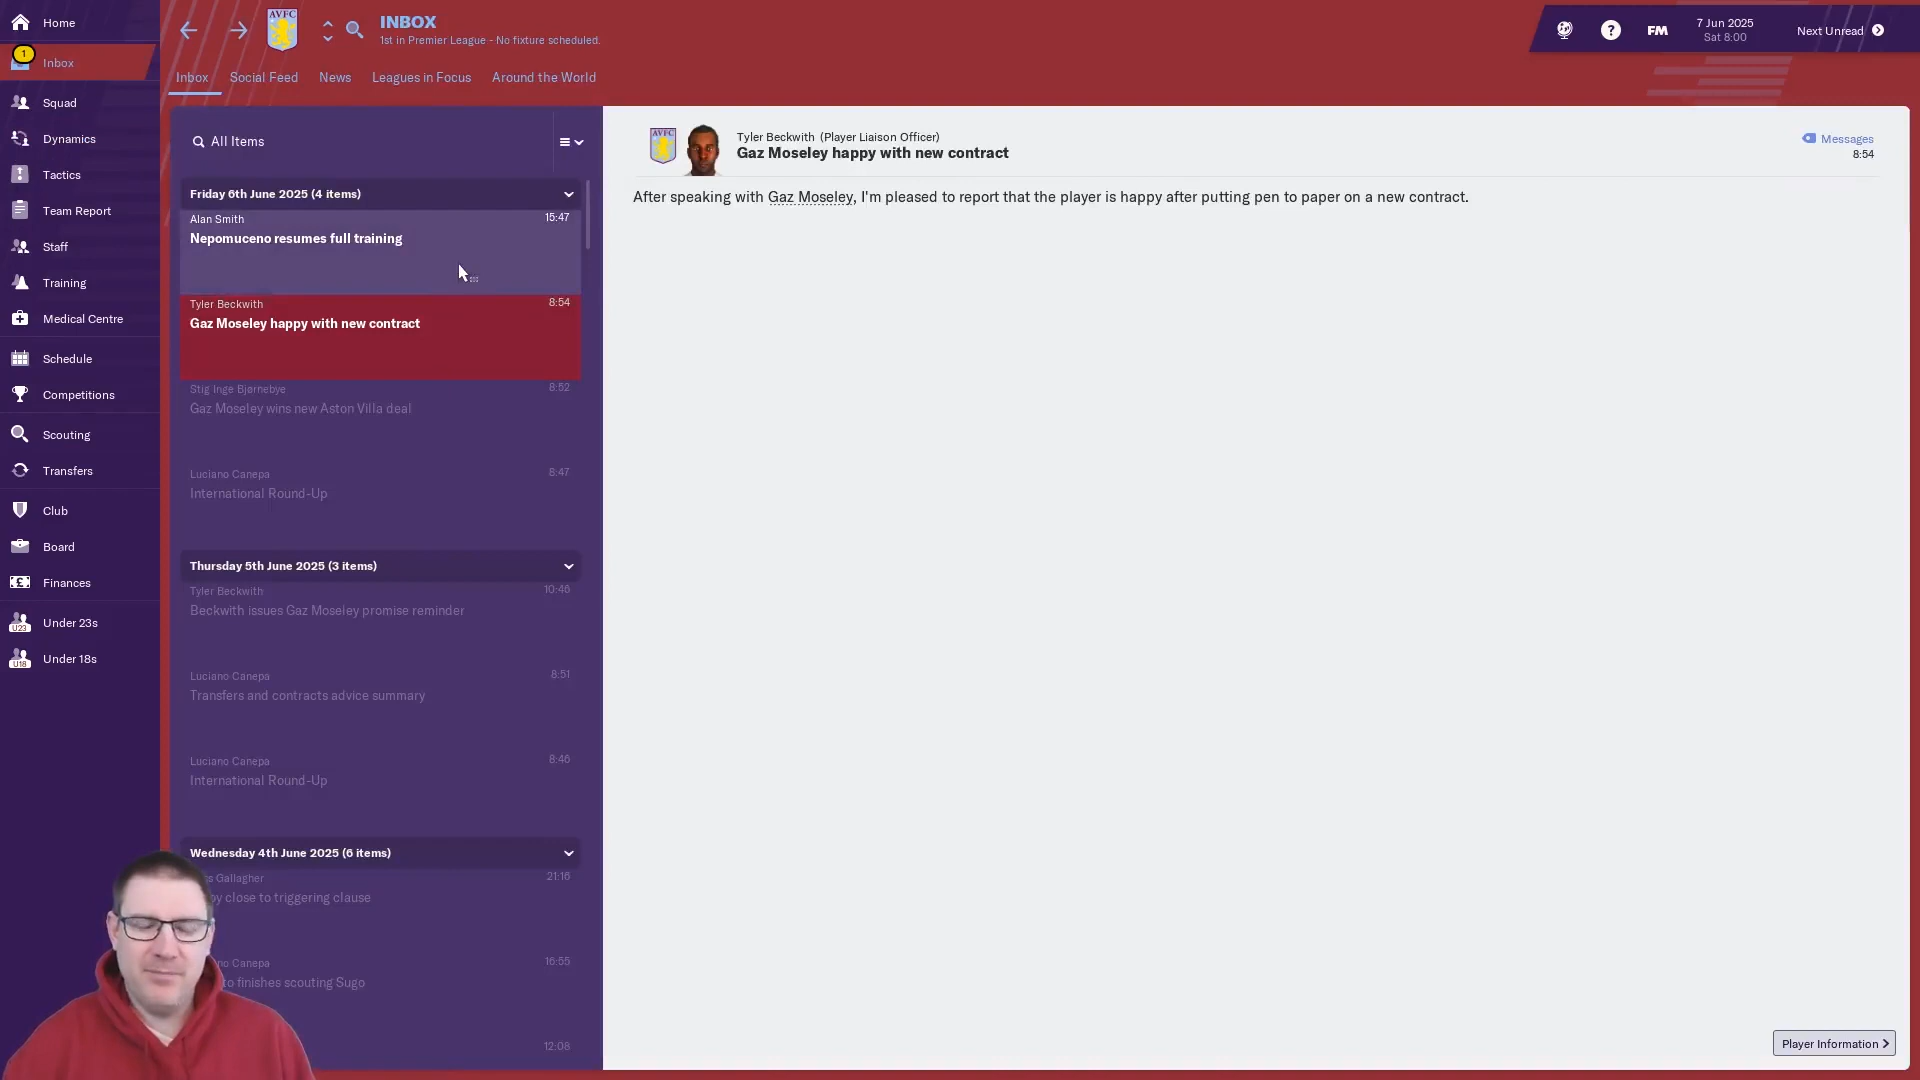 Home
1
Inbox
Squad
Dynamics
Tactics
Team Report
Staff
Training
Medical Centre
Schedule
Competitions
Scouting
Transfers
Club
Board
Finances
U23
Under 23s
U18
Under 18s
AVFC
INBOX
1st in Premier League - No fixture scheduled.
?
FM
7 Jun 2025
Sat 8:00
Next Unread
Inbox
Social Feed
News
Leagues in Focus
Around the World
All Items
Friday 6th June 2025 (4 items)
Alan Smith
15:47
Nepomuceno resumes full training
Tyler Beckwith
8:54
Gaz Moseley happy with new contract
Stig Inge Bjørnebye
8:52
Gaz Moseley wins new Aston Villa deal
Luciano Canepa
8:47
International Round-Up
Thursday 5th June 2025 (3 items)
Tyler Beckwith
10:46
Beckwith issues Gaz Moseley promise reminder
Luciano Canepa
8:51
Transfers and contracts advice summary
Luciano Canepa
8:46
International Round-Up
Wednesday 4th June 2025 (6 items)
Gallagher
21:16
close to triggering clause
Canepa
16:55
finishes scouting Sugo
12:08
AVFC
Tyler Beckwith (Player Liaison Officer)
Gaz Moseley happy with new contract
Messages
8:54
After speaking with Gaz Moseley, I'm pleased to report that the player is happy after putting pen to paper on a new contract.
Player Information >